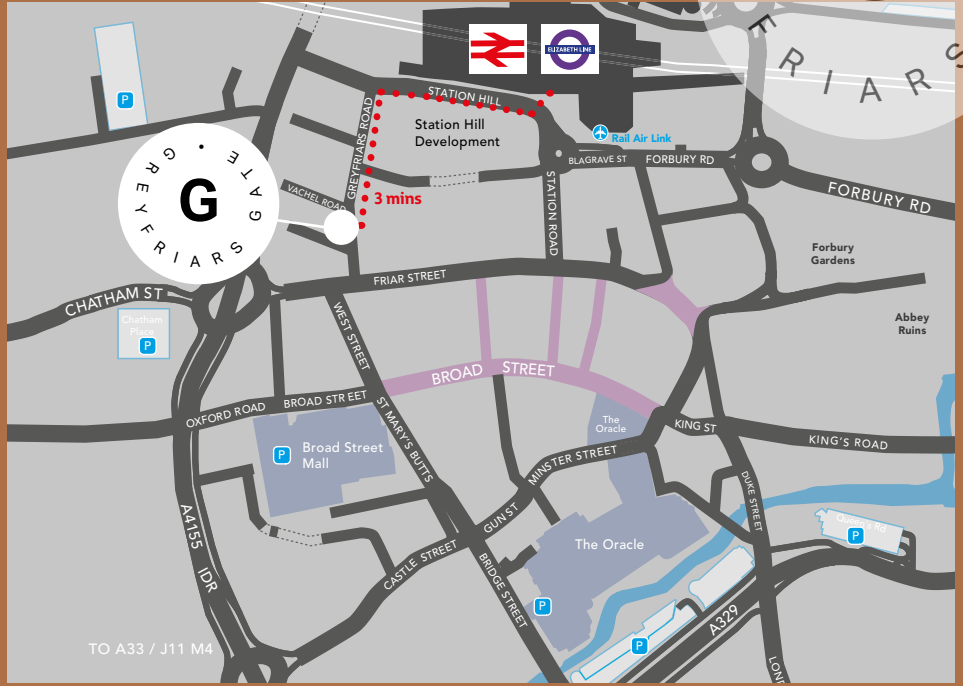 FRIARS
ELIZABETH LINE
P
STATION HILL
Station Hill
Development
Rail Air Link
GREYFRIARS ROAD
BLAGRAVE ST
FORBURY RD
VACHEL ROAD
3 mins
STATION ROAD
FORBURY RD
G
GREYFRIARS GATE •
Forbury
Gardens
FRIAR STREET
CHATHAM ST
Chatham
Place
P
Abbey
Ruins
WEST STREET
BROAD STREET
OXFORD ROAD
BROAD STREET
ST MARY'S BUTTS
The
Oracle
KING ST
KING'S ROAD
Broad Street
Mall
P
MINSTER STREET
DUKE STREET
GUN ST
A4155
IDR
Queen's Rd
P
The Oracle
CASTLE STREET
BRIDGE STREET
P
A329
P
TO A33 / J11 M4
LOND